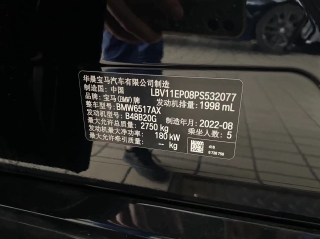 华晨宝马汽车有限公司制造
制造国：中国 LBV11EP08PS532077
品牌：宝马(BMW)牌 发动机排量：1998 mL
整车型号：BMW6517AX
发动机型号：B48B20G 制造年月：2022-08
最大允许总质量：2750 kg 乘坐人数：5
发动机最大净功率：180 kW
最大允许牵引质量：-- kg